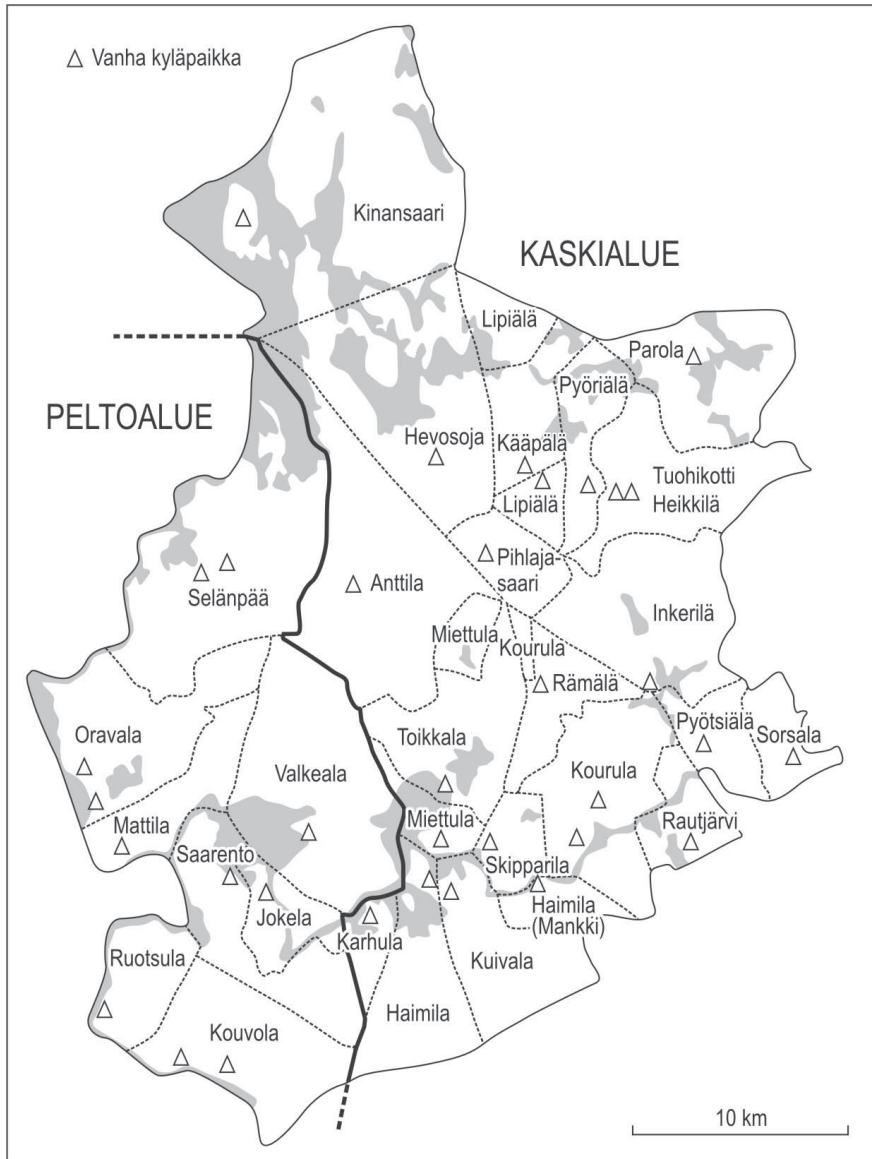 Vanha kyläpaikka
Kinansaari
KASKIALUE
Lipiälä
Parola
Pyöriälä
PELTOALUE
Hevosoja
Kääpälä
Tuohikotti
Heikkilä
Lipiälä
Pihlaja-
saari
Selänpää
Anttila
Inkerilä
Miettula
Kourula
Rämälä
Pyötsiälä
Sorsala
Oravala
Toikkala
Valkeala
Kourula
Mattila
Miettula
Rautjärvi
Saarento
Skipparila
Jokela
Karhula
Haimila
(Mankki)
Ruotsula
Kuivala
Haimila
Kouvola
10 km